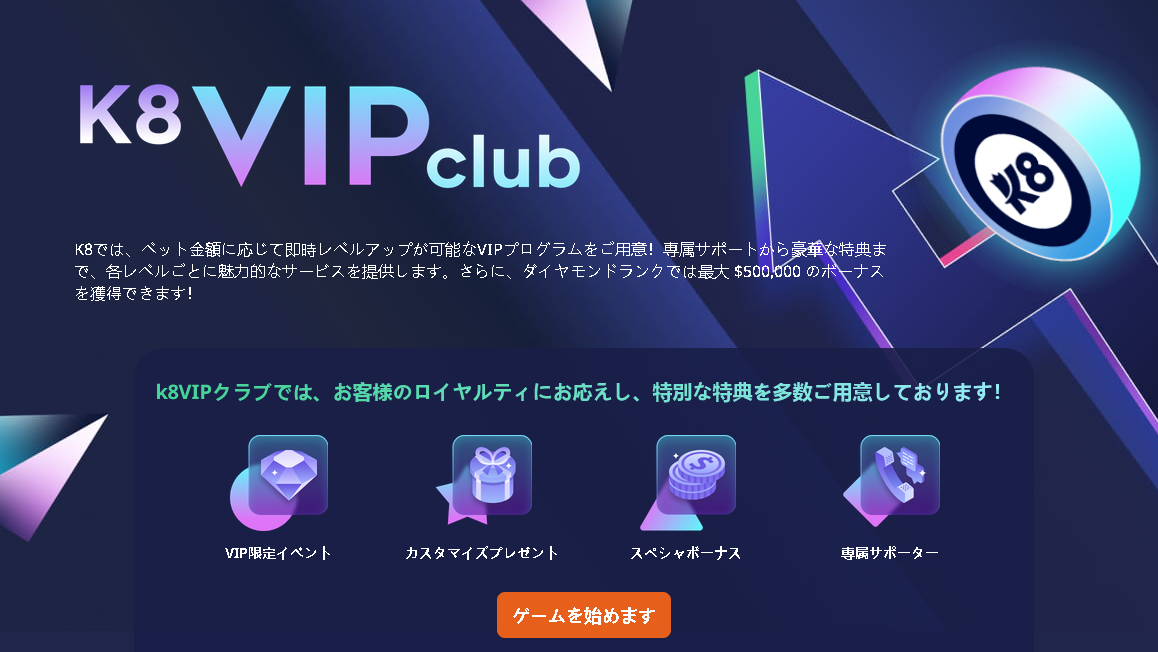 K8 VIP club
K8
K8では、ベット金額に応じて即時レベルアップが可能なVIPプログラムをご用意！専属サポートから豪華な特典ま
で、各レベルごとに魅力的なサービスを提供します。さらに、ダイヤモンドランクでは最大 $500,000 のボーナス
を獲得できます！
k8VIPクラブでは、お客様のロイヤルティにお応えし、特別な特典を多数ご用意しております！
VIP限定イベント
カスタマイズプレゼント
スペシャボーナス
専属サポーター
ゲームを始めます